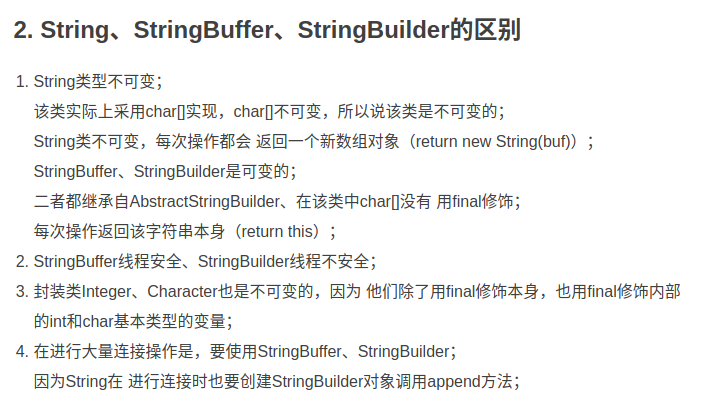 2. String、StringBuffer、StringBuilder的区别
1. String类型不可变；
该类实际上采用char[]实现，char[]不可变，所以说该类是不可变的；
String类不可变，每次操作都会 返回一个新数组对象（return new String(buf)）；
StringBuffer、StringBuilder是可变的；
二者都继承自AbstractStringBuilder、在该类中char[]没有 用final修饰；
每次操作返回该字符串本身（return this）；
2. StringBuffer线程安全、StringBuilder线程不安全；
3. 封装类Integer、Character也是不可变的，因为 他们除了用final修饰本身，也用final修饰内部
的int和char基本类型的变量；
4. 在进行大量连接操作是，要使用StringBuffer、StringBuilder；
因为String在 进行连接时也要创建StringBuilder对象调用append方法；